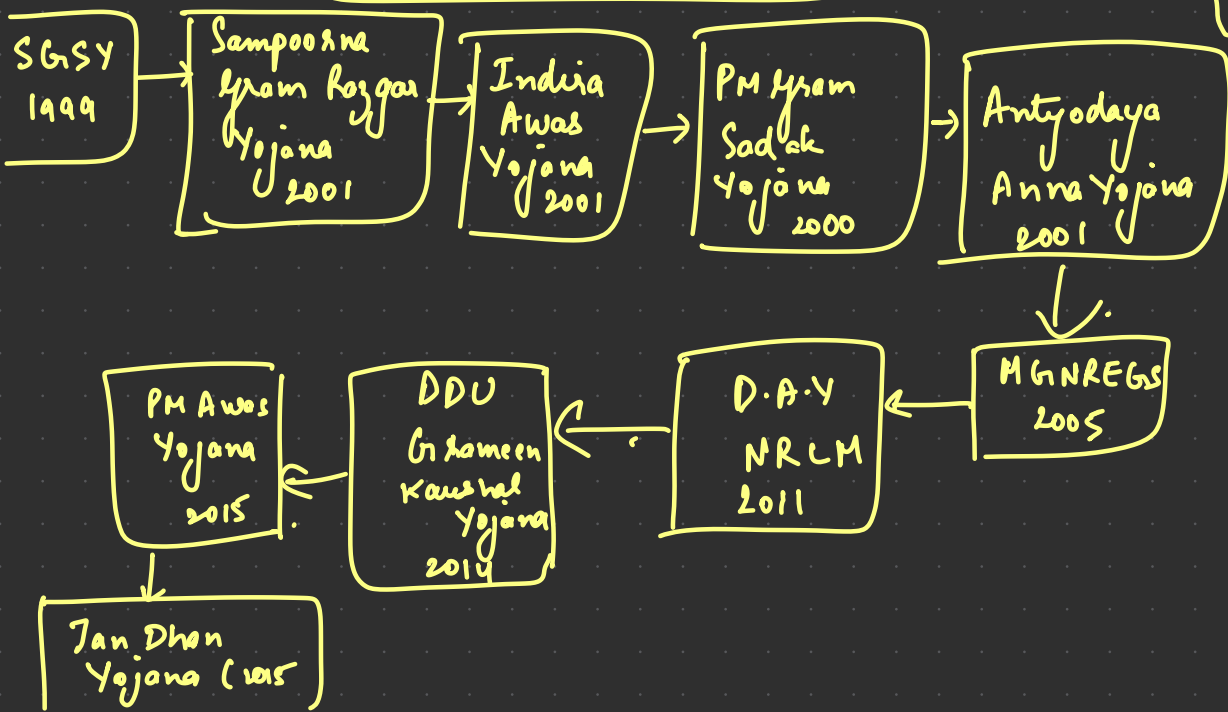 SGSY
1999
Sampoorna
Gram Rozgar
Yojana
2001
Indira
Awas
Yojana
2001
PM Gram
Sadak
Yojana
2000
Antyodaya
Anna Yojana
2001
MGNREGS
2005
D.A.Y
NRLM
2011
DDU
Grameen
Kaushal
Yojana
2014
PM Awas
Yojana
2015
Jan Dhan
Yojana (2015